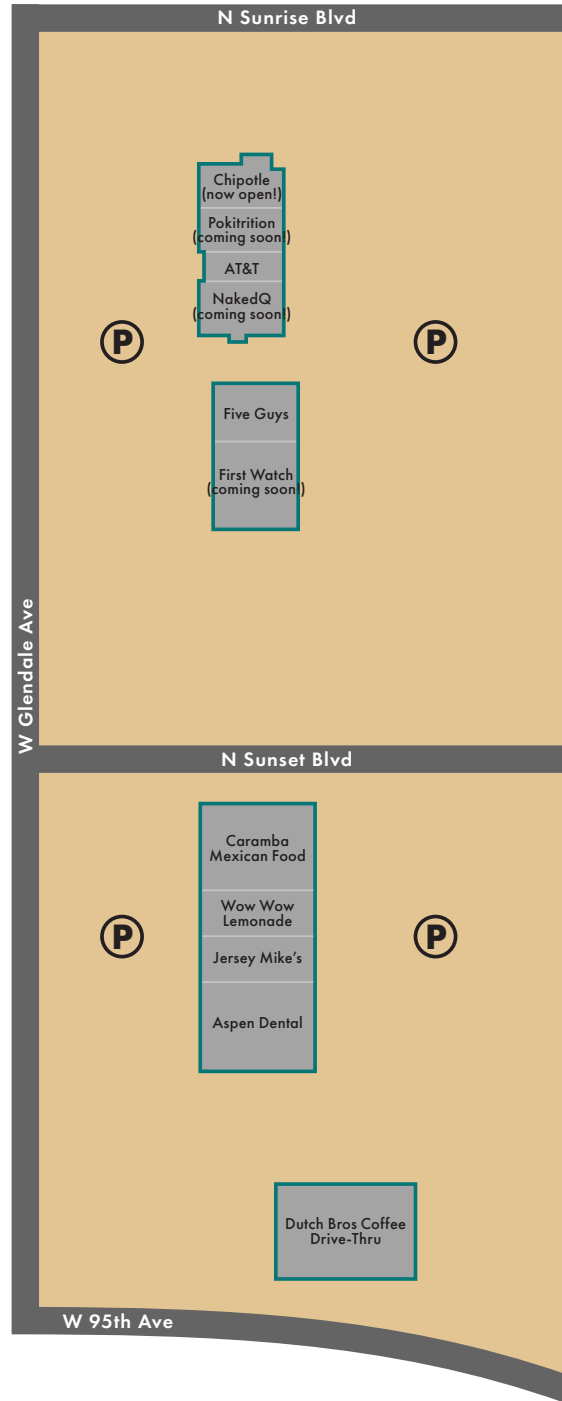 N Sunrise Blvd
Chipotle
(now open!)
Pokitrition
(coming soon!)
AT&T
NakedQ
(coming soon!)
P
P
Five Guys
First Watch
(coming soon!)
W Glendale Ave
N Sunset Blvd
Caramba
Mexican Food
Wow Wow
Lemonade
P
P
Jersey Mike's
Aspen Dental
Dutch Bros Coffee
Drive-Thru
W 95th Ave